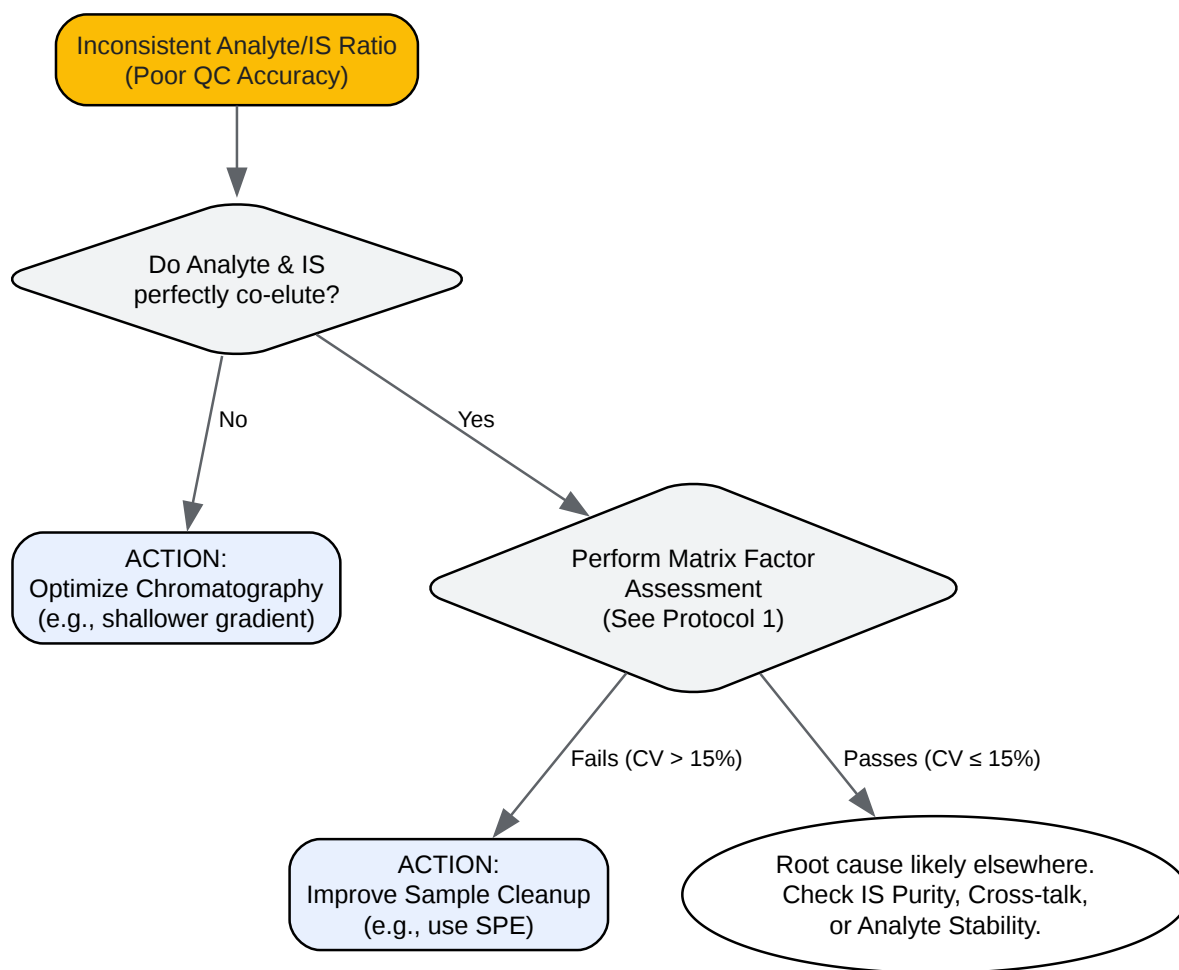 Inconsistent Analyte/IS Ratio
(Poor QC Accuracy)
Do Analyte & IS
perfectly co-elute?
No
Yes
ACTION:
Optimize Chromatography
(e.g., shallower gradient)
Perform Matrix Factor
Assessment
(See Protocol 1)
Fails (CV > 15%)
Passes (CV ≤ 15%)
ACTION:
Improve Sample Cleanup
(e.g., use SPE)
Root cause likely elsewhere.
Check IS Purity, Cross-talk,
or Analyte Stability.